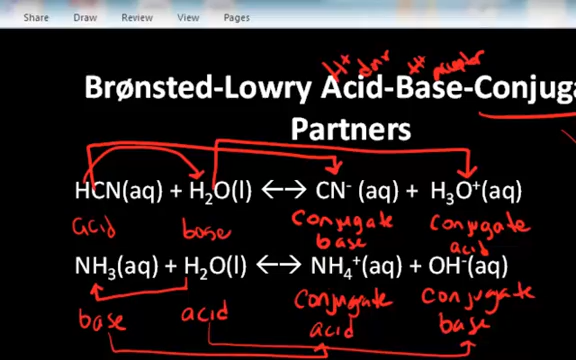 Share Draw Review View Pages
H+ donr H+ acceptor
Brønsted-Lowry Acid-Base-Conjuga
Partners
HCN(aq) + H₂O(l) ←→ CN⁻ (aq) + H₃O⁺(aq)
acid base conjugate base conjugate acid
NH₃(aq) + H₂O(l) ←→ NH₄⁺(aq) + OH⁻(aq)
base acid conjugate acid conjugate base